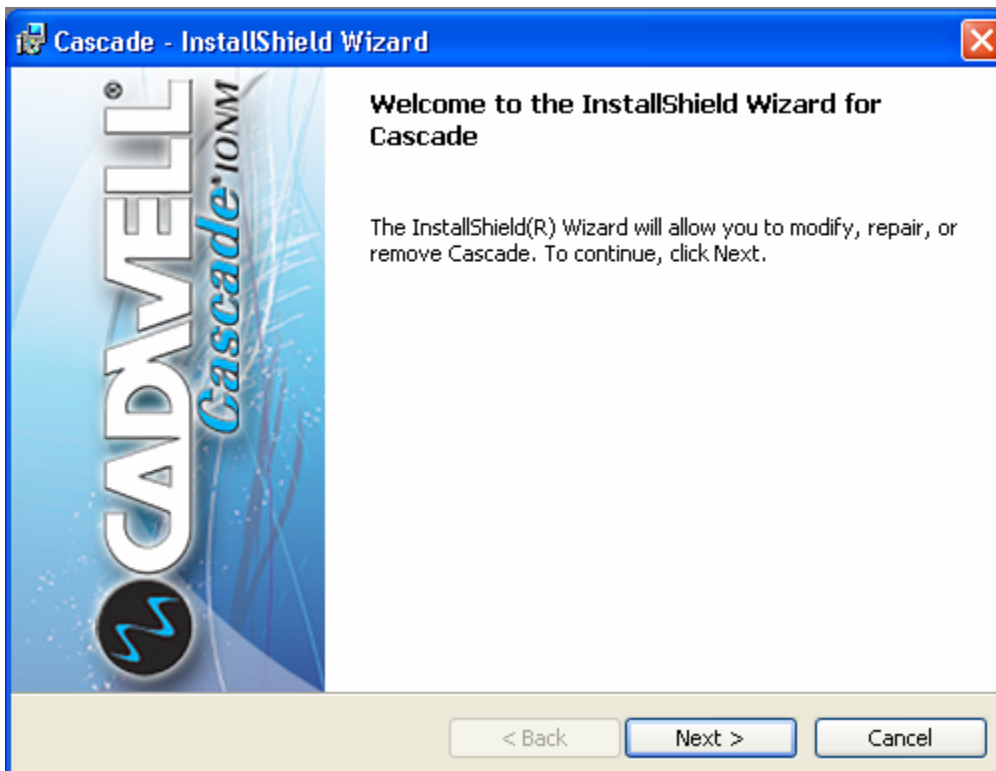 Cascade - InstallShield Wizard
CADWELL®
Cascade® IONM
Welcome to the InstallShield Wizard for
Cascade
The InstallShield(R) Wizard will allow you to modify, repair, or
remove Cascade. To continue, click Next.
< Back
Next >
Cancel